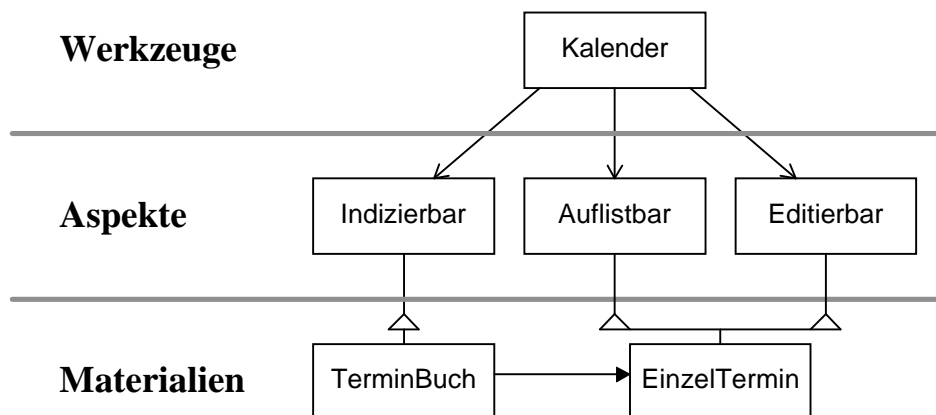 Werkzeuge
Kalender
Aspekte
Indizierbar
Auflistbar
Editierbar
Materialien
TerminBuch
EinzelTermin